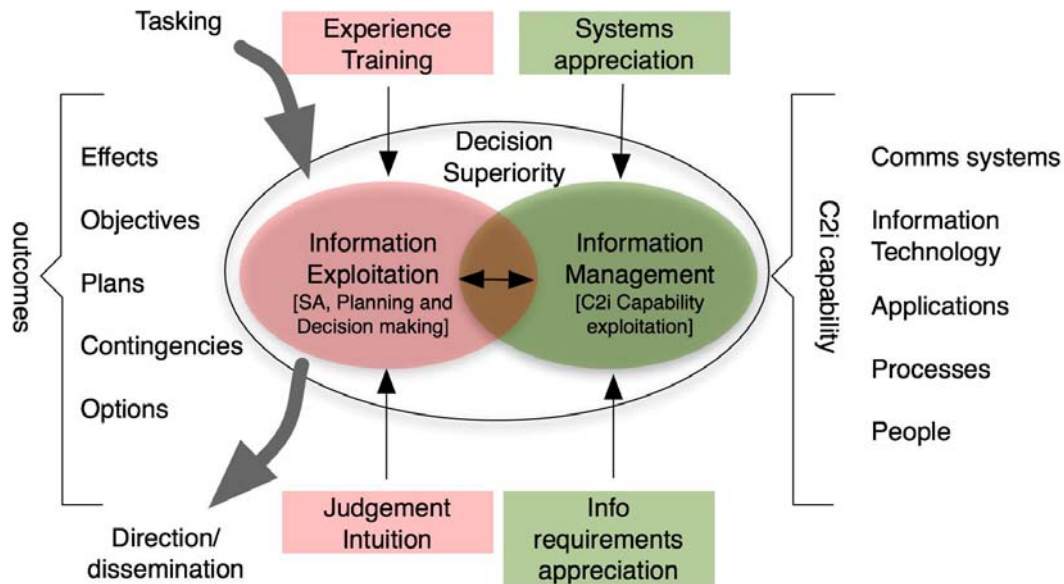 Tasking
Experience
Training
Systems
appreciation
outcomes
Effects
Objectives
Plans
Contingencies
Options
Decision
Superiority
Information
Exploitation
[SA, Planning and
Decision making]
Information
Management
[C2i Capability
exploitation]
C2i capability
Comms systems
Information
Technology
Applications
Processes
People
Direction/
dissemination
Judgement
Intuition
Info
requirements
appreciation